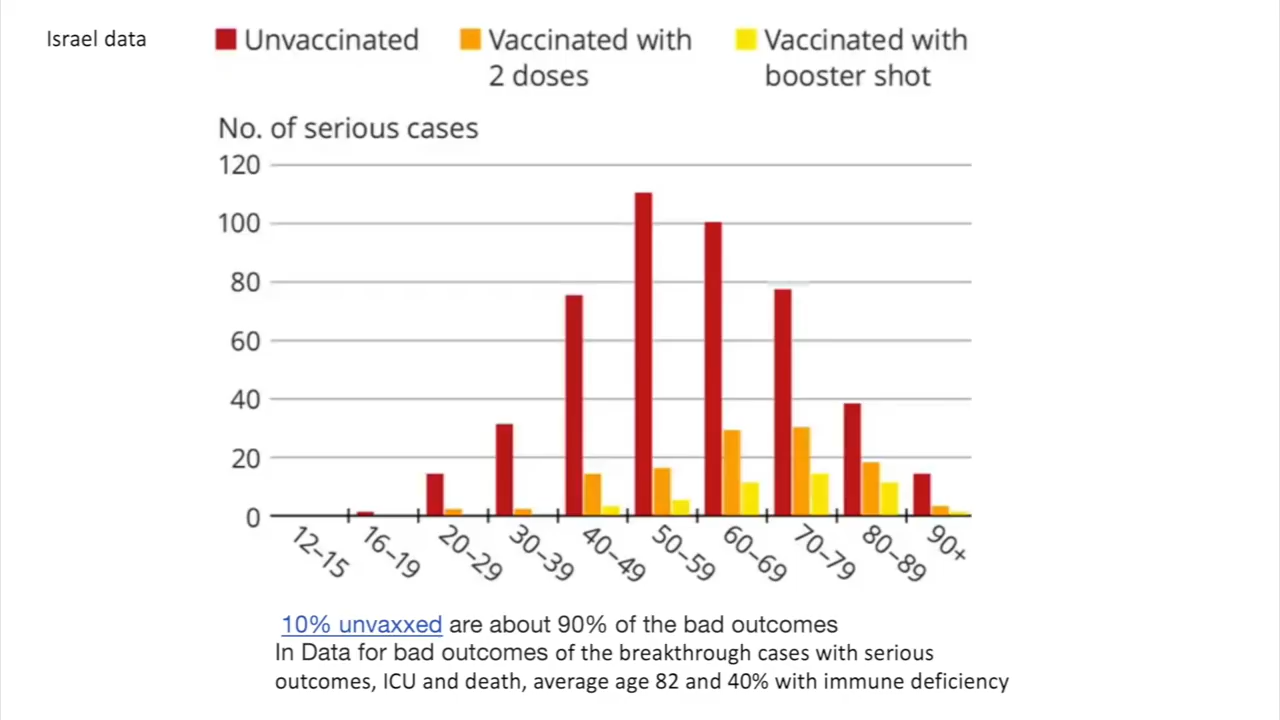 Israel data
Unvaccinated
Vaccinated with
2 doses
Vaccinated with
booster shot
No. of serious cases
120
100
80
60
40
20
0
12–15
16–19
20–29
30–39
40–49
50–59
60–69
70–79
80–89
90+
10% unvaxxed are about 90% of the bad outcomes
In Data for bad outcomes of the breakthrough cases with serious
outcomes, ICU and death, average age 82 and 40% with immune deficiency